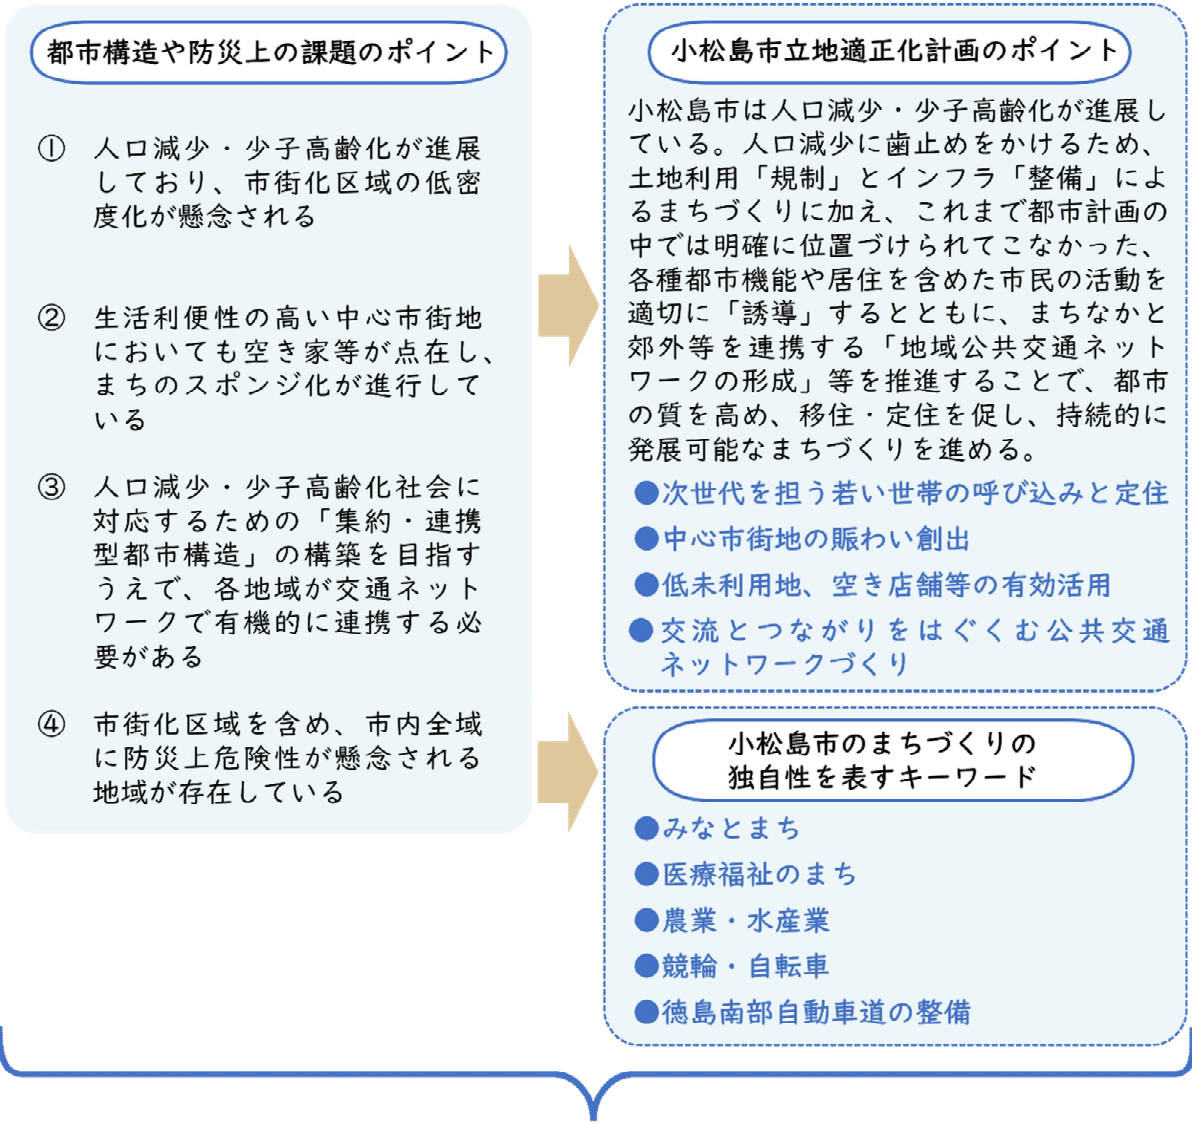 都市構造や防災上の課題のポイント
① 人口減少・少子高齢化が進展
しており、市街化区域の低密
度化が懸念される
② 生活利便性の高い中心市街地
においても空き家等が点在し、
まちのスポンジ化が進行して
いる
③ 人口減少・少子高齢化社会に
対応するための「集約・連携
型都市構造」の構築を目指す
うえで、各地域が交通ネット
ワークで有機的に連携する必
要がある
④ 市街化区域を含め、市内全域
に防災上危険性が懸念される
地域が存在している
小松島市立地適正化計画のポイント
小松島市は人口減少・少子高齢化が進展し
ている。人口減少に歯止めをかけるため、
土地利用「規制」とインフラ「整備」によ
るまちづくりに加え、これまで都市計画の
中では明確に位置づけられてこなかった、
各種都市機能や居住を含めた市民の活動を
適切に「誘導」するとともに、まちなかと
郊外等を連携する「地域公共交通ネット
ワークの形成」等を推進することで、都市
の質を高め、移住・定住を促し、持続的に
発展可能なまちづくりを進める。
●次世代を担う若い世帯の呼び込みと定住
●中心市街地の賑わい創出
●低未利用地、空き店舗等の有効活用
●交流とつながりをはぐくむ公共交通
ネットワークづくり
小松島市のまちづくりの
独自性を表すキーワード
●みなとまち
●医療福祉のまち
●農業・水産業
●競輪・自転車
●徳島南部自動車道の整備